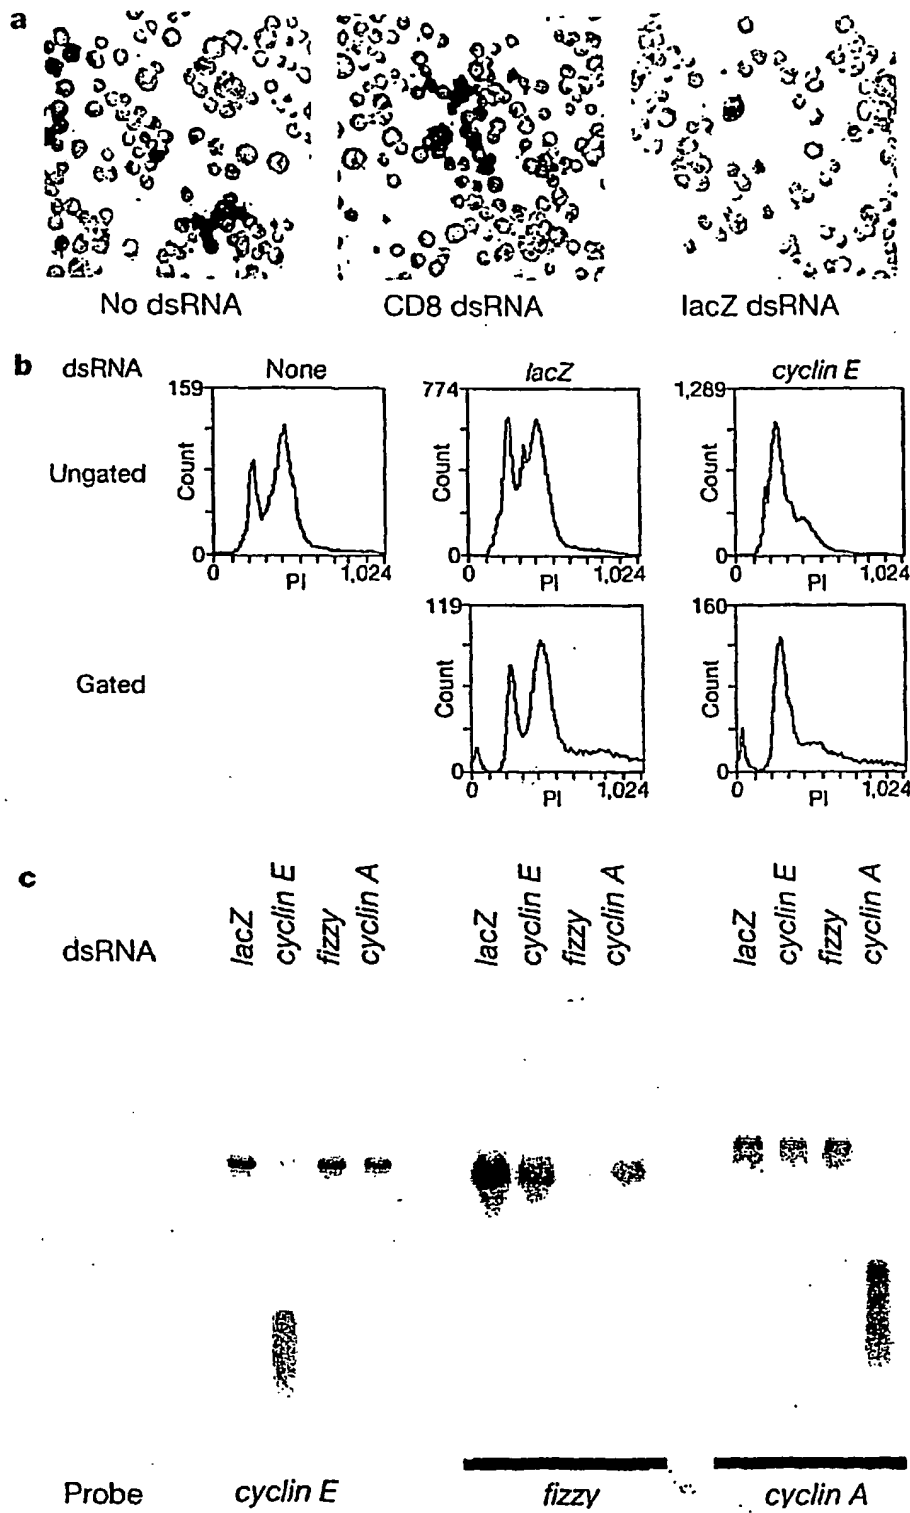 a
No dsRNA CD8 dsRNA lacZ dsRNA
b dsRNA None lacZ cyclin E
159 774 1,289
Ungated Count Count Count
0 0 0
0 PI 1,024 0 PI 1,024 0 PI 1,024
119 160
Gated Count Count
0 0
0 PI 1,024 0 PI 1,024
c
dsRNA lacZ cyclin E fizzy cyclin A lacZ cyclin E fizzy cyclin A lacZ cyclin E fizzy cyclin A
Probe cyclin E fizzy cyclin A